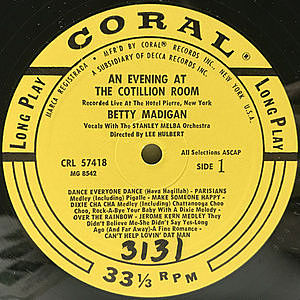 CORAL
LONG PLAY
LONG PLAY
MARCA REGISTRADA • MF'R'D BY CORAL RECORDS INC., NEW YORK, U.S.A.
A SUBSIDIARY OF DECCA RECORDS INC.
AN EVENING AT
THE COTILLION ROOM
Recorded Live At The Hotel Pierre, New York
BETTY MADIGAN
Vocals With The STANLEY MELBA Orchestra
Directed By LEE HULBERT
All Selections ASCAP
CRL 57418
SIDE 1
MG 8542
DANCE EVERYONE DANCE (Hava Nagillah) - PARISIANS
Medley (Including) Pigalle - MAKE SOMEONE HAPPY -
DIXIE CHA CHA Medley (Including) Chattanooga Choo
Choo, Rock-A-Bye Your Baby With A Dixie Melody -
OVER THE RAINBOW - JEROME KERN MEDLEY They
Didn't Believe Me-She Didn't Say Yes-Long
Ago (And Far Away)-A Fine Romance -
CAN'T HELP LOVIN' DAT MAN
3131
33 1/3 RPM